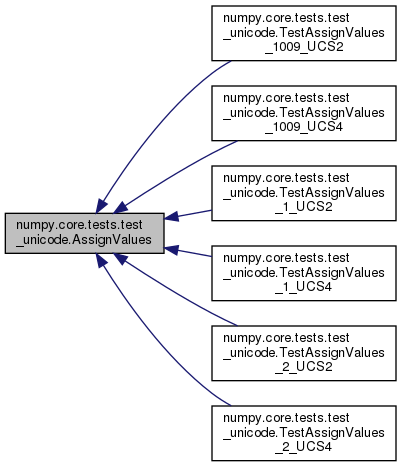 numpy.core.tests.test
_unicode.TestAssignValues
_1009_UCS2
numpy.core.tests.test
_unicode.TestAssignValues
_1009_UCS4
numpy.core.tests.test
_unicode.TestAssignValues
_1_UCS2
numpy.core.tests.test
_unicode.AssignValues
numpy.core.tests.test
_unicode.TestAssignValues
_1_UCS4
numpy.core.tests.test
_unicode.TestAssignValues
_2_UCS2
numpy.core.tests.test
_unicode.TestAssignValues
_2_UCS4